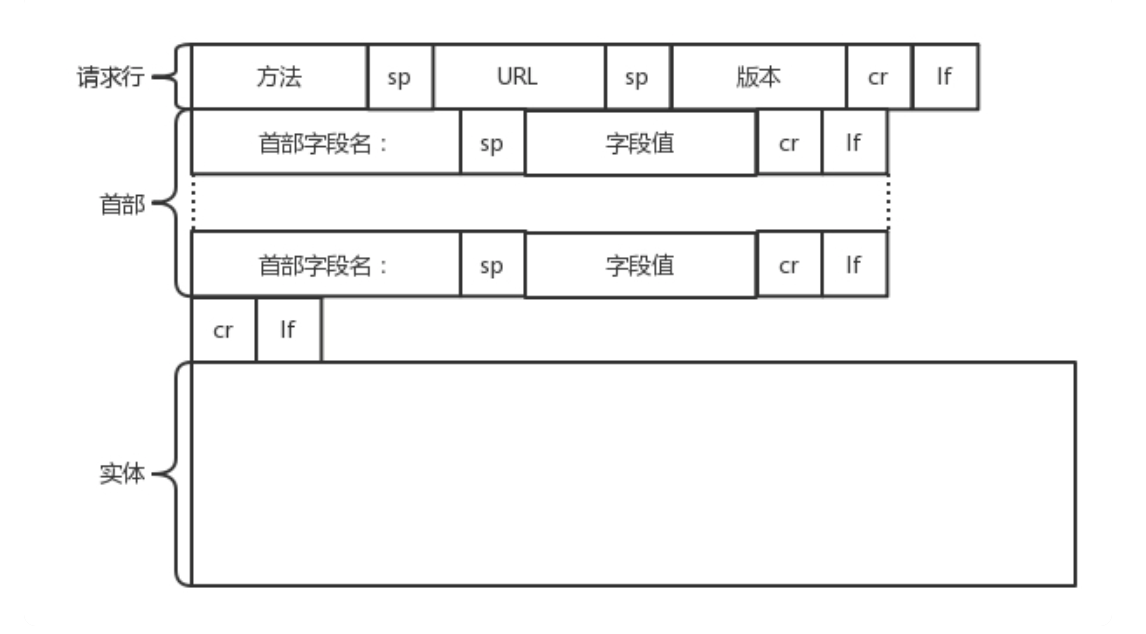 请求行 方法 sp URL sp 版本 cr lf
首部字段名： sp 字段值 cr lf
首部
首部字段名： sp 字段值 cr lf
cr lf
实体